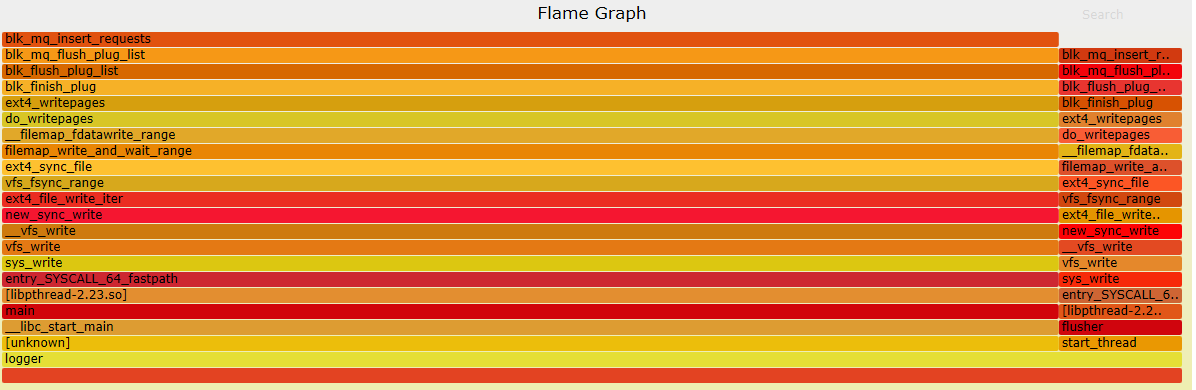 Flame Graph
Search
blk_mq_insert_requests
blk_mq_flush_plug_list blk_mq_insert_r..
blk_flush_plug_list blk_mq_flush_pl..
blk_finish_plug blk_flush_plug_..
ext4_writepages blk_finish_plug
do_writepages ext4_writepages
__filemap_fdatawrite_range do_writepages
filemap_write_and_wait_range __filemap_fdata..
ext4_sync_file filemap_write_a..
vfs_fsync_range ext4_sync_file
ext4_file_write_iter vfs_fsync_range
new_sync_write ext4_file_write..
__vfs_write new_sync_write
vfs_write __vfs_write
sys_write vfs_write
entry_SYSCALL_64_fastpath sys_write
[libpthread-2.23.so] entry_SYSCALL_6..
main [libpthread-2.2..
__libc_start_main flusher
[unknown] start_thread
logger